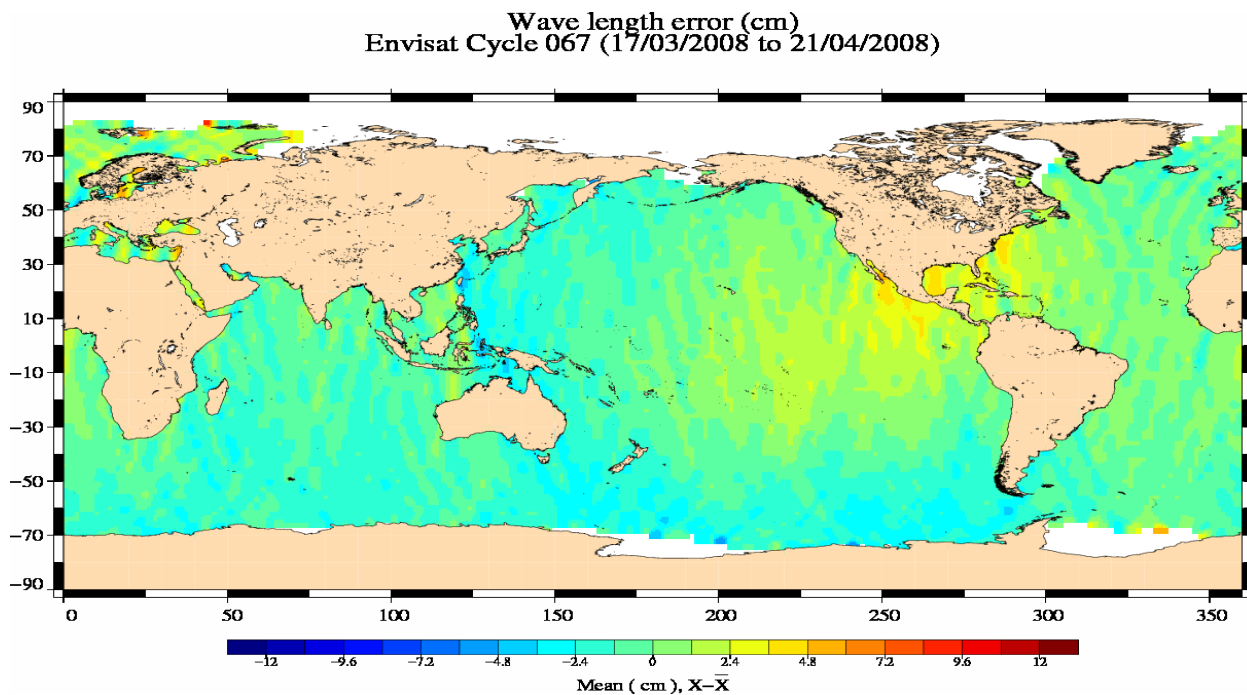 Wave length error (cm)
Envisat Cycle 067 (17/03/2008 to 21/04/2008)
90
70
50
30
10
−10
−30
−50
−70
−90
0 50 100 150 200 250 300 350
−12 −9.6 −7.2 −4.8 −2.4 0 2.4 4.8 7.2 9.6 12
Mean ( cm ), X−X̅